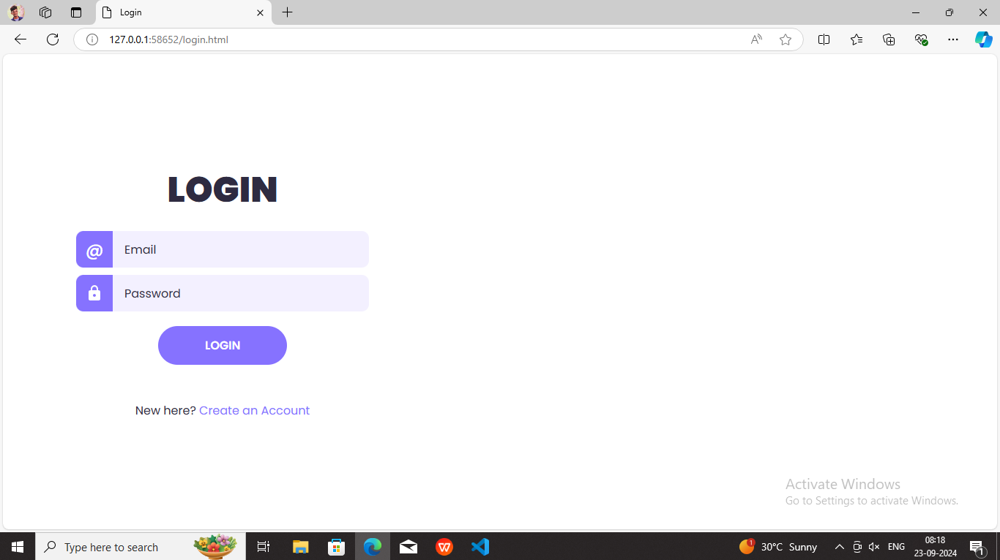 Login
127.0.0.1:58652/login.html
LOGIN
@ Email
Password
LOGIN
New here? Create an Account
Activate Windows
Go to Settings to activate Windows.
Type here to search
1
30°C Sunny
ENG
08:18
23-09-2024
1